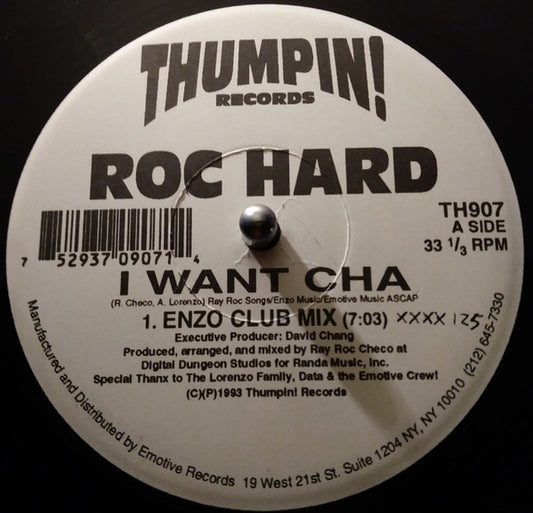 THUMPIN!
RECORDS
ROC HARD
TH907
A SIDE
33 1/3 RPM
7 52937 09071 4
I WANT CHA
(R. Checo, A. Lorenzo) Ray Roc Songs/Enzo Music/Emotive Music ASCAP
1. ENZO CLUB MIX (7:03) XXXX 125
Executive Producer: David Chang
Produced, arranged, and mixed by Ray Roc Checo at
Digital Dungeon Studios for Randa Music, Inc.
Special Thanx to The Lorenzo Family, Data & the Emotive Crew!
(C)(P)1993 Thumpin! Records
Manufactured and Distributed by Emotive Records 19 West 21st St. Suite 1204 NY, NY 10010 (212) 645-7330